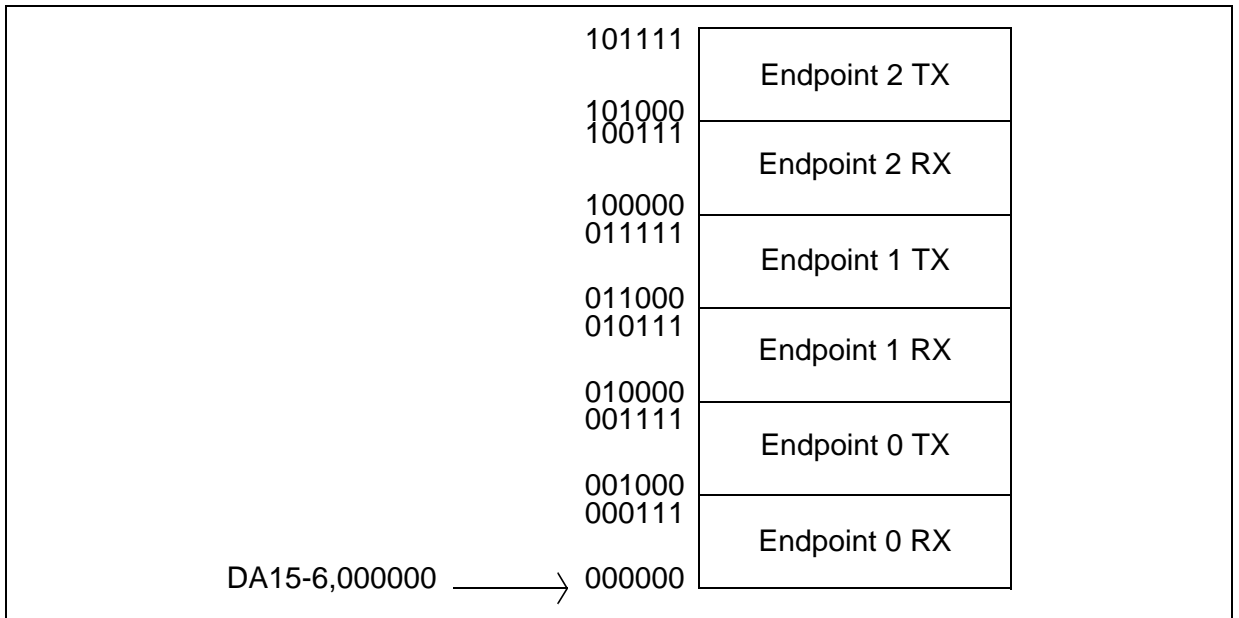 101111
Endpoint 2 TX
101000
100111
Endpoint 2 RX
100000
011111
Endpoint 1 TX
011000
010111
Endpoint 1 RX
010000
001111
Endpoint 0 TX
001000
000111
Endpoint 0 RX
DA15-6,000000 000000